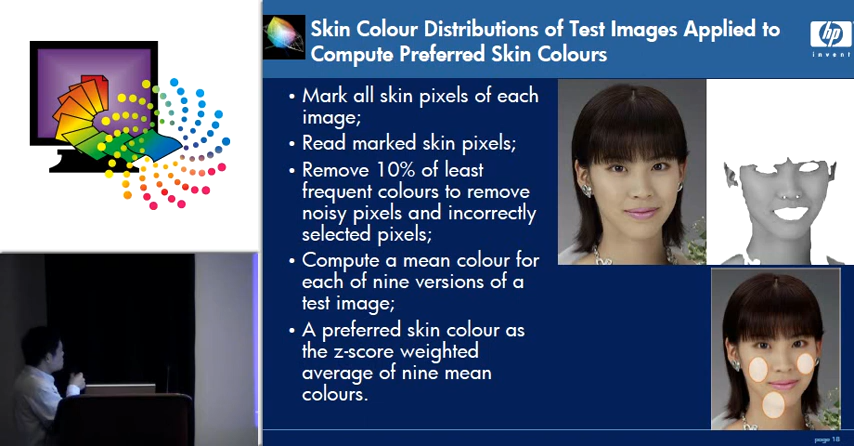 Skin Colour Distributions of Test Images Applied to
Compute Preferred Skin Colours
hp
invent
• Mark all skin pixels of each
image;
• Read marked skin pixels;
• Remove 10% of least
frequent colours to remove
noisy pixels and incorrectly
selected pixels;
• Compute a mean colour for
each of nine versions of a
test image;
• A preferred skin colour as
the z-score weighted
average of nine mean
colours.
page 18